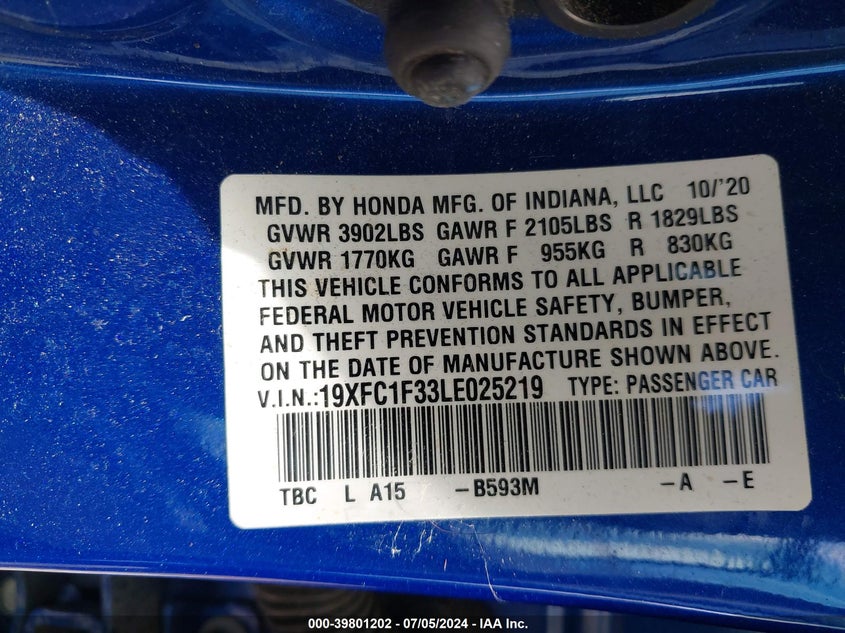 MFD. BY HONDA MFG. OF INDIANA, LLC 10/'20
GVWR 3902LBS GAWR F 2105LBS R 1829LBS
GVWR 1770KG GAWR F 955KG R 830KG
THIS VEHICLE CONFORMS TO ALL APPLICABLE
FEDERAL MOTOR VEHICLE SAFETY, BUMPER,
AND THEFT PREVENTION STANDARDS IN EFFECT
ON THE DATE OF MANUFACTURE SHOWN ABOVE.
V.I.N.:19XFC1F33LE025219 TYPE: PASSENGER CAR
TBC L A15 -B593M -A -E
000-39801202 / 07/05/2024 - IAA Inc.